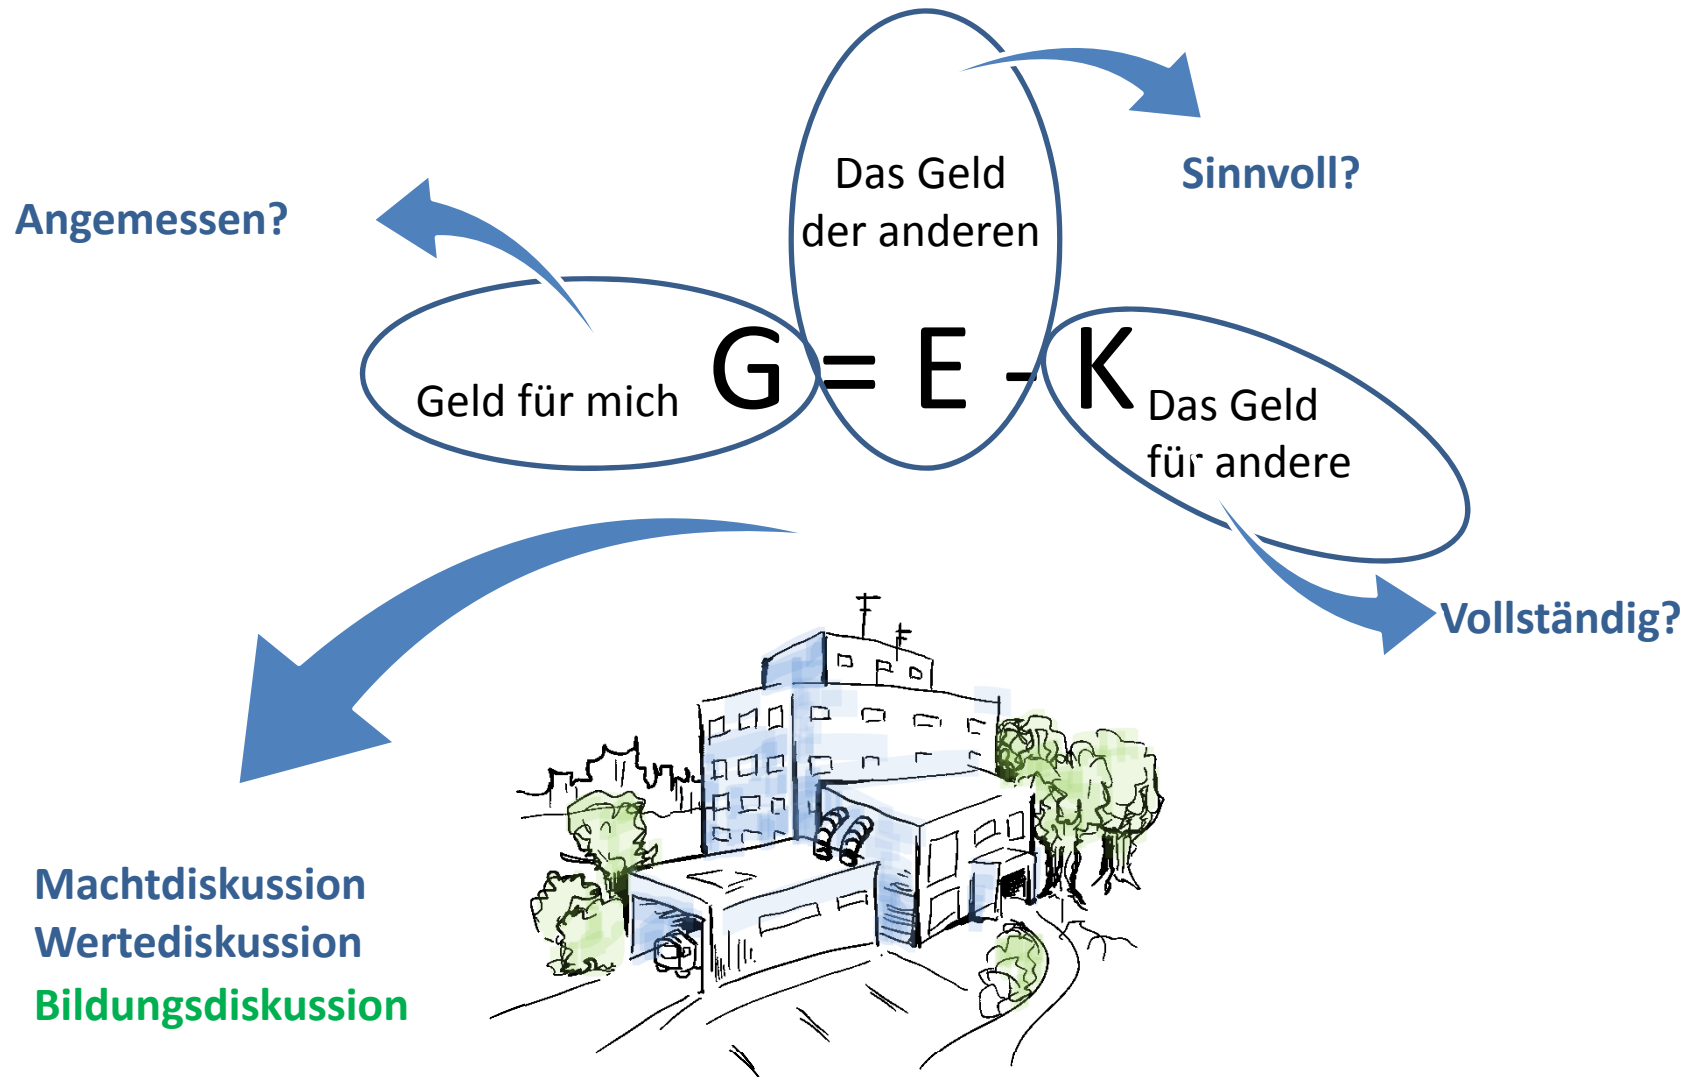 Das Geld
der anderen
Sinnvoll?
Angemessen?
Geld für mich
G = E - K
Das Geld
für andere
Vollständig?
Machtdiskussion
Wertediskussion
Bildungsdiskussion